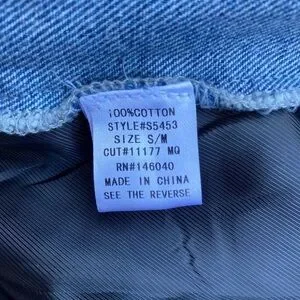 100%COTTON
STYLE#S5453
SIZE S/M
CUT#11177 MQ
RN#146040
MADE IN CHINA
SEE THE REVERSE